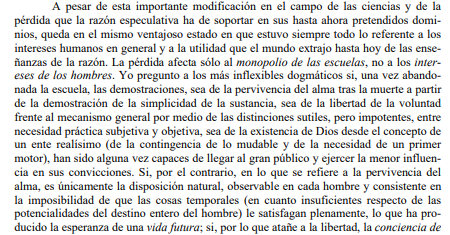 A pesar de esta importante modificación en el campo de las ciencias y de la
pérdida que la razón especulativa ha de soportar en sus hasta ahora pretendidos domi-
nios, queda en el mismo ventajoso estado en que estuvo siempre todo lo referente a los
intereses humanos en general y a la utilidad que el mundo extrajo hasta hoy de las ense-
ñanzas de la razón. La pérdida afecta sólo al monopolio de las escuelas, no a los inter-
eses de los hombres. Yo pregunto a los más inflexibles dogmáticos si, una vez abando-
nada la escuela, las demostraciones, sea de la pervivencia del alma tras la muerte a partir
de la demostración de la simplicidad de la sustancia, sea de la libertad de la voluntad
frente al mecanismo general por medio de las distinciones sutiles, pero impotentes, entre
necesidad práctica subjetiva y objetiva, sea de la existencia de Dios desde el concepto de
un ente realísimo (de la contingencia de lo mudable y de la necesidad de un primer
motor), han sido alguna vez capaces de llegar al gran público y ejercer la menor influen-
cia en sus convicciones. Si, por el contrario, en lo que se refiere a la pervivencia del
alma, es únicamente la disposición natural, observable en cada hombre y consistente en
la imposibilidad de que las cosas temporales (en cuanto insuficientes respecto de las
potencialidades del destino entero del hombre) le satisfagan plenamente, lo que ha pro-
ducido la esperanza de una vida futura; si, por lo que atañe a la libertad, la conciencia de